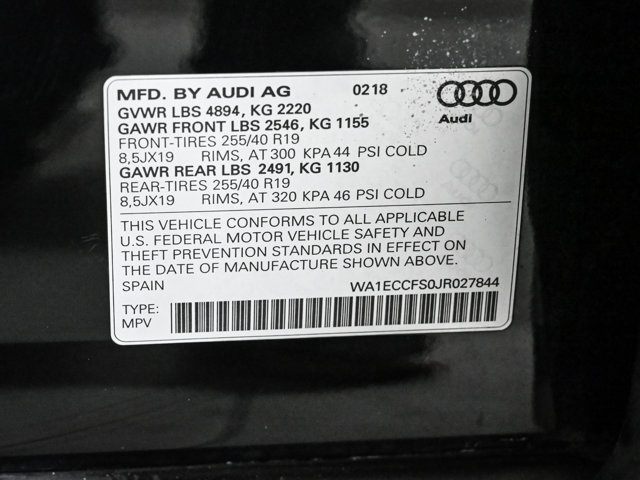 MFD. BY AUDI AG 0218
GVWR LBS 4894, KG 2220
GAWR FRONT LBS 2546, KG 1155
FRONT-TIRES 255/40 R19
8,5JX19 RIMS, AT 300 KPA 44 PSI COLD
GAWR REAR LBS 2491, KG 1130
REAR-TIRES 255/40 R19
8,5JX19 RIMS, AT 320 KPA 46 PSI COLD
Audi
THIS VEHICLE CONFORMS TO ALL APPLICABLE
U.S. FEDERAL MOTOR VEHICLE SAFETY AND
THEFT PREVENTION STANDARDS IN EFFECT ON
THE DATE OF MANUFACTURE SHOWN ABOVE.
SPAIN WA1ECCFS0JR027844
TYPE:
MPV